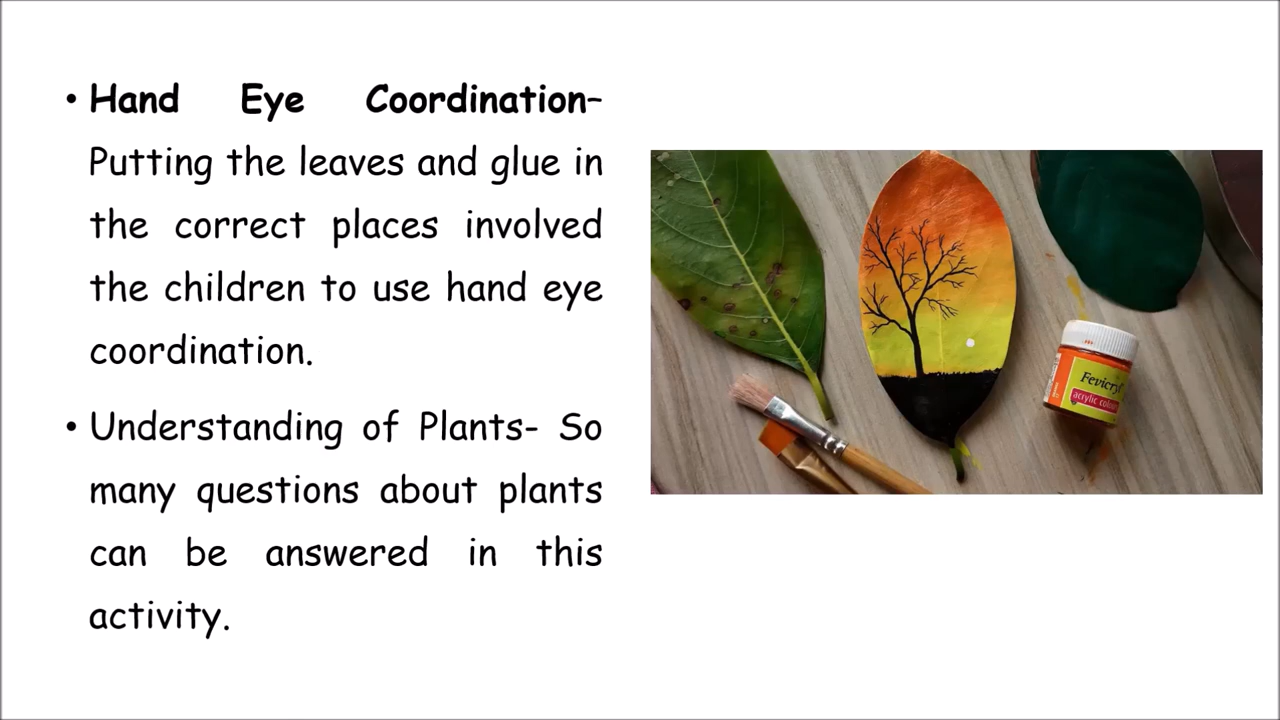 • Hand Eye Coordination–
Putting the leaves and glue in
the correct places involved
the children to use hand eye
coordination.
• Understanding of Plants- So
many questions about plants
can be answered in this
activity.
Fevicryl
acrylic colour